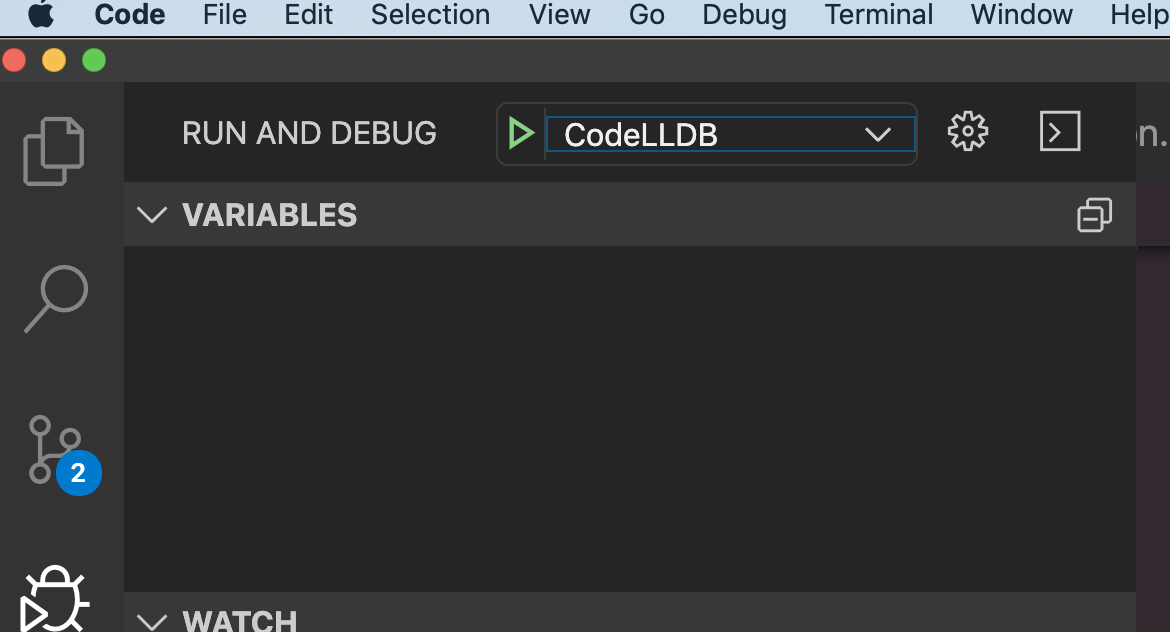 Code File Edit Selection View Go Debug Terminal Window Help
RUN AND DEBUG CodeLLDB
n.
VARIABLES
2
WATCH